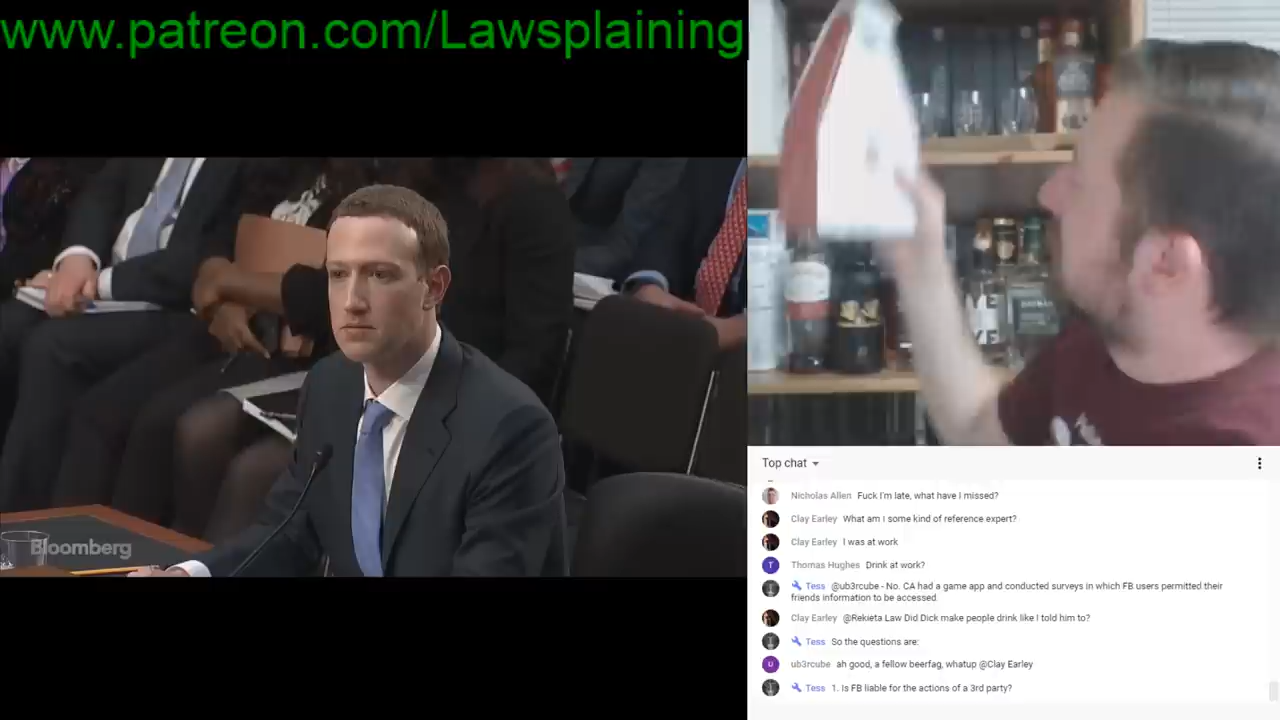 www.patreon.com/Lawsplaining
Bloomberg
Top chat
Nicholas Allen Fuck I'm late, what have I missed?
Clay Earley What am I some kind of reference expert?
Clay Earley I was at work
T Thomas Hughes Drink at work?
Tess @ub3rcube - No. CA had a game app and conducted surveys in which FB users permitted their
friends information to be accessed.
Clay Earley @Rekieta Law Did Dick make people drink like I told him to?
Tess So the questions are:
U ub3rcube ah good, a fellow beerfag, whatup @Clay Earley
Tess 1. Is FB liable for the actions of a 3rd party?